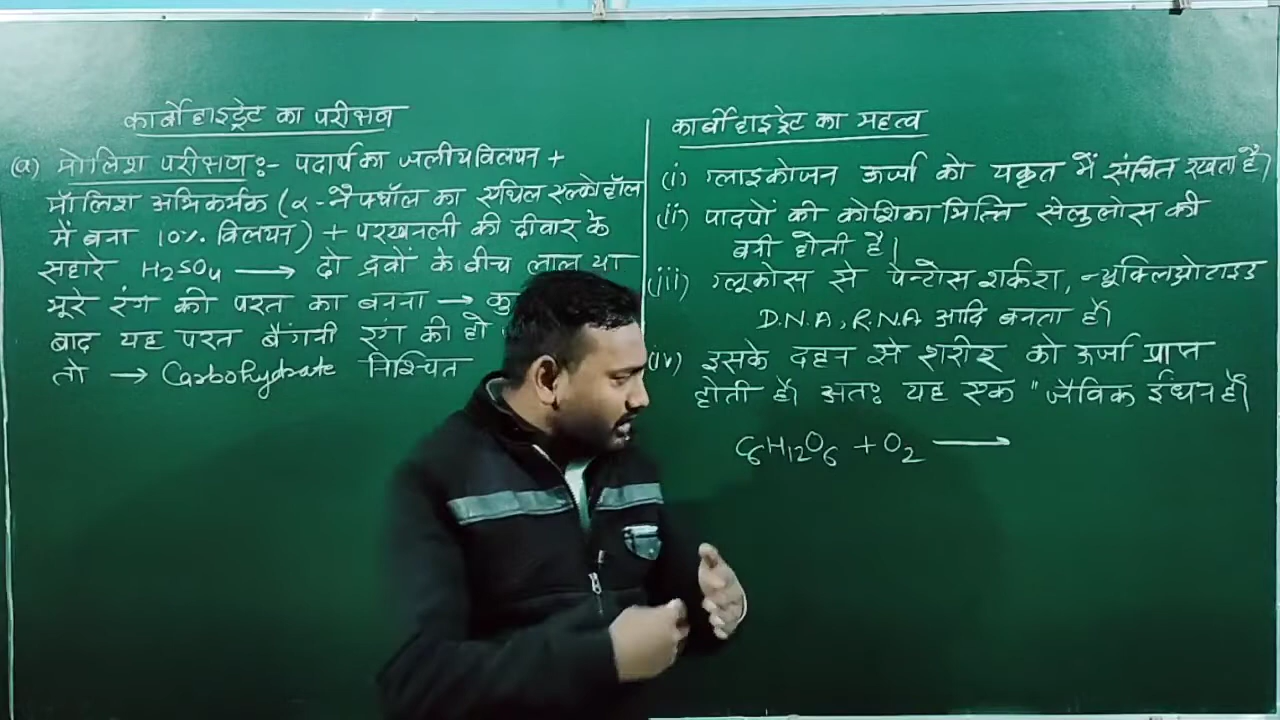 कार्बोहाइड्रेट का परीक्षण
(a) मोलिश परीक्षण :- पदार्थ का जलीय विलयन +
मॉलिश अभिकर्मक (α-नैफ्थॉल का एथिल एल्कोहॉल
में बना 10% विलयन) + परखनली की दीवार के
सहारे H2SO4 ⟶ दो द्रवों के बीच लाल या
भूरे रंग की परत का बनना →
बाद यह परत बैंगनी रंग की हो
तो → Carbohydrate निश्चित
कार्बोहाइड्रेट का महत्व
(i) ग्लाइकोजन ऊर्जा को यकृत में संचित रखता है।
(ii) पादपों की कोशिका भित्ति सेलुलोस की
बनी होती है।
(iii) ग्लूकोस से पेन्टोस शर्करा, न्यूक्लिओटाइड
D.N.A, R.N.A आदि बनता है।
(iv) इसके दहन से शरीर को ऊर्जा प्राप्त
होती है। अतः यह एक "जैविक ईंधन है।
C6H12O6 + O2 ⟶